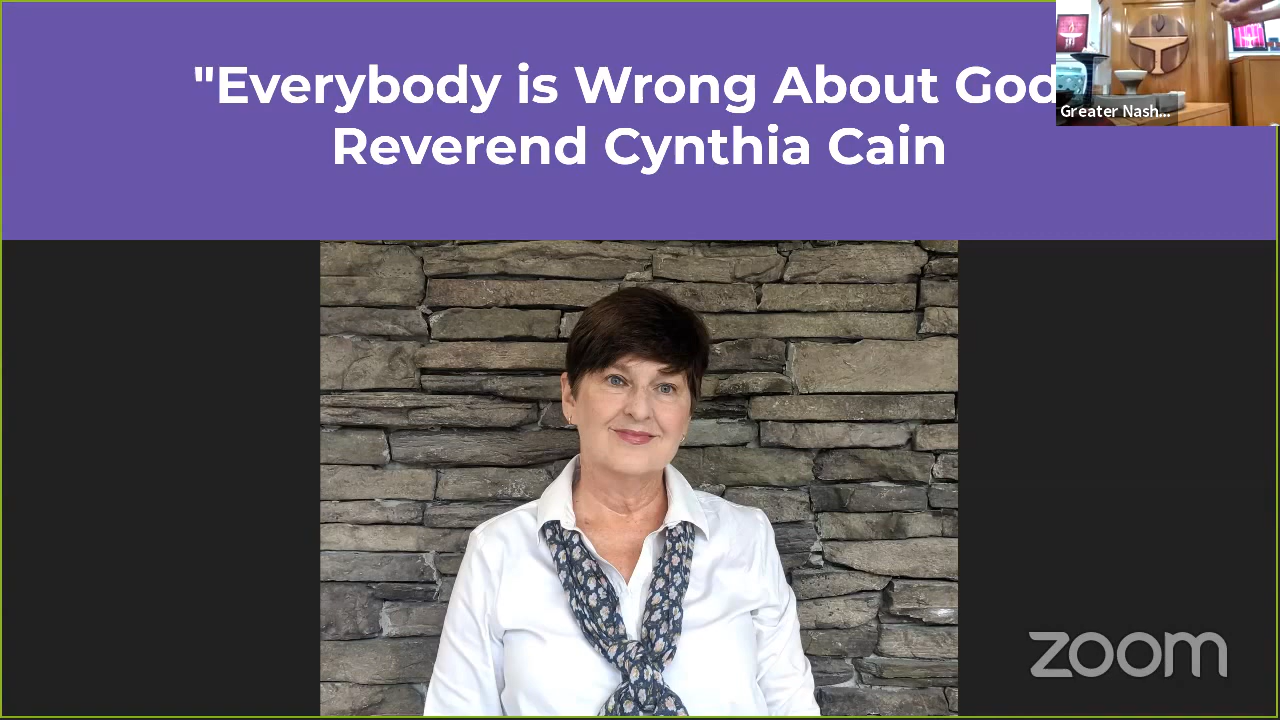 "Everybody is Wrong About God
Reverend Cynthia Cain
Greater Nash...
zoom